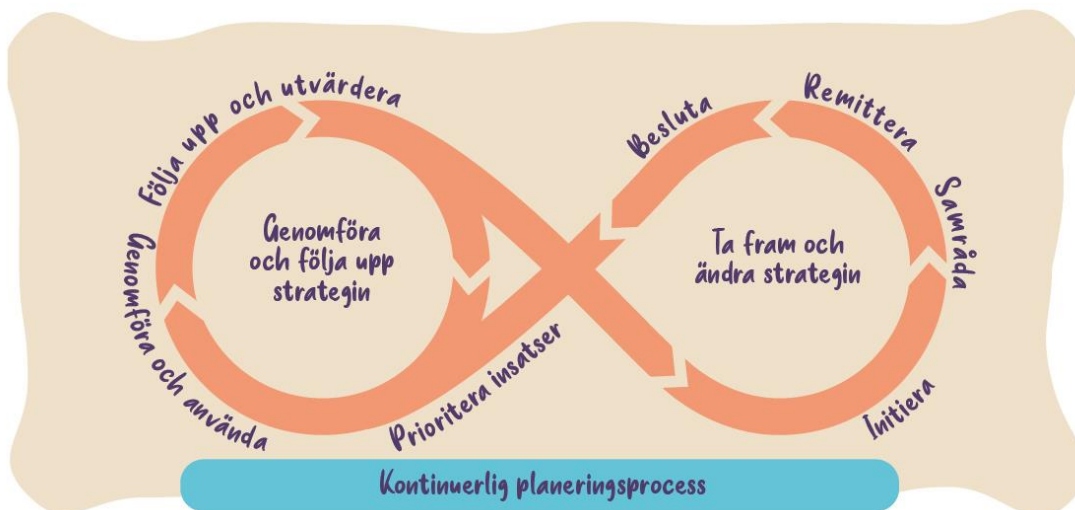 Följa upp och utvärdera
Genomföra och använda
Genomföra
och följa upp
strategin
Prioritera insatser
Besluta
Remittera
Samråda
Initiera
Ta fram och
ändra strategin
Kontinuerlig planeringsprocess